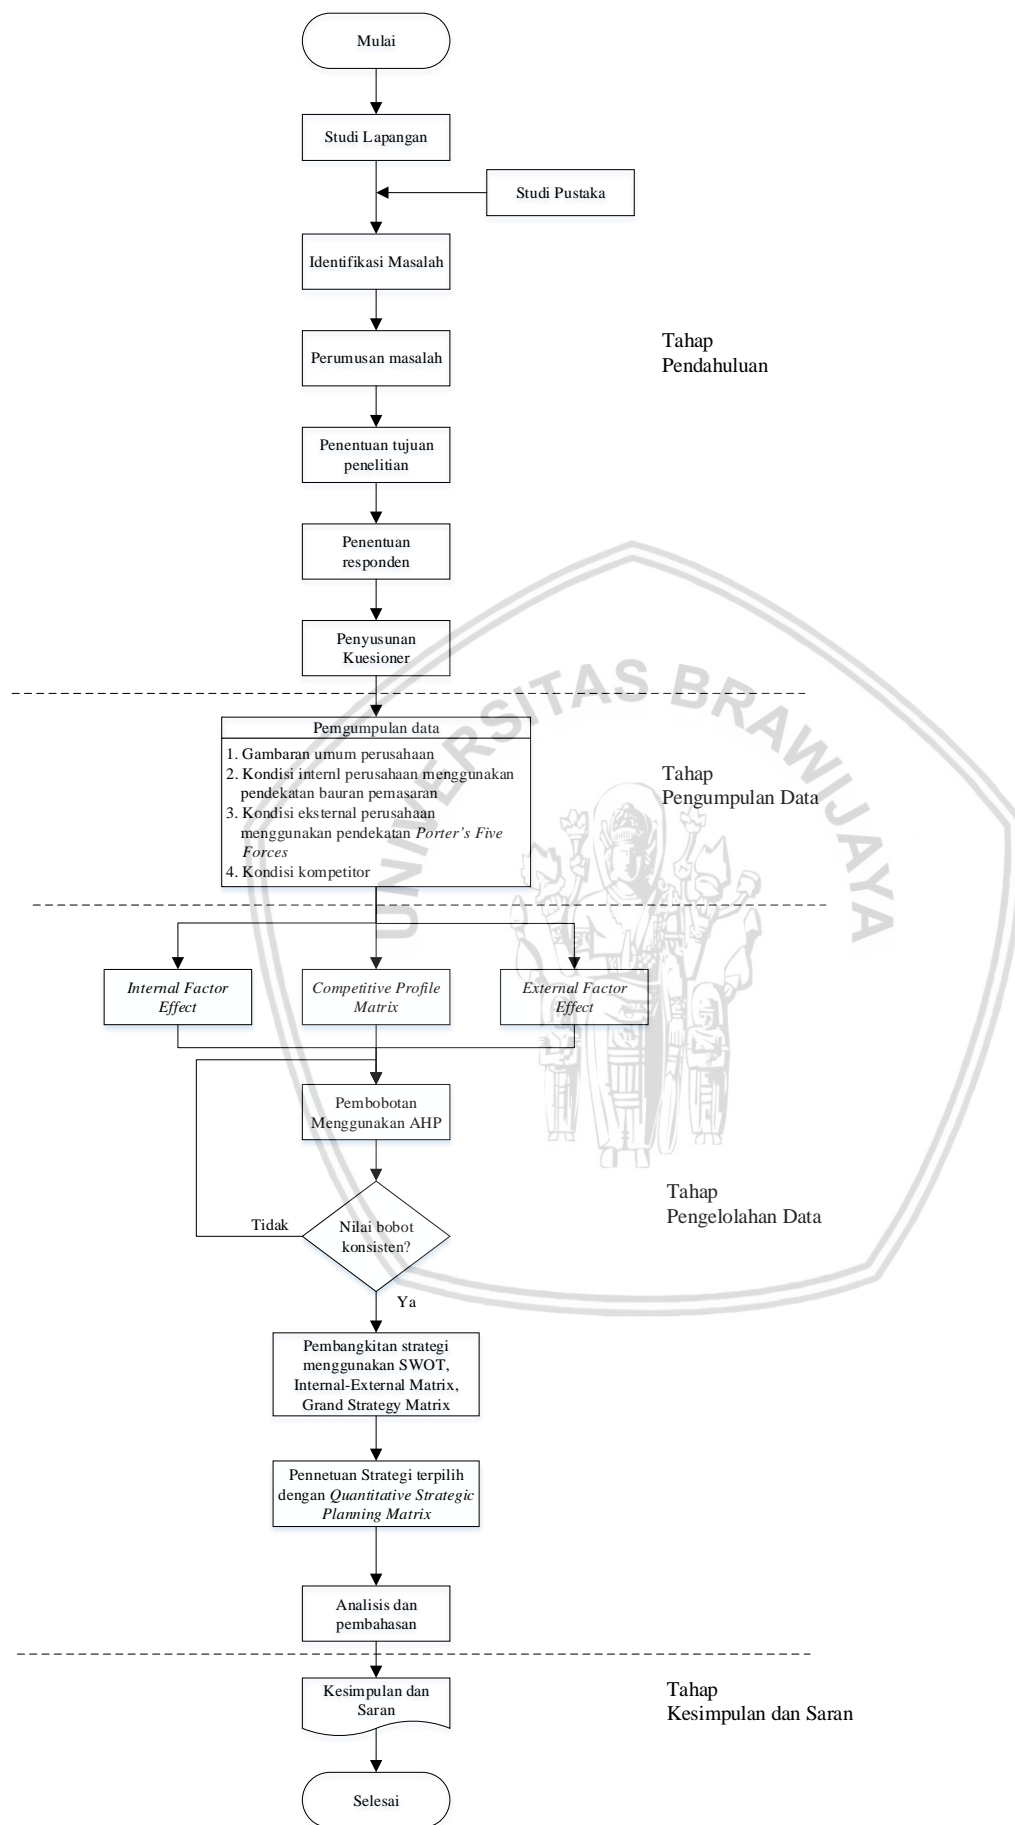 Mulai
Studi Lapangan
Studi Pustaka
Identifikasi Masalah
Perumusan masalah
Tahap
Pendahuluan
Penentuan tujuan
penelitian
Penentuan
responden
Penyusunan
Kuesioner
UNIVERSITAS BRAWIJAYA
Pemgumpulan data
1. Gambaran umum perusahaan
2. Kondisi internl perusahaan menggunakan
pendekatan bauran pemasaran
3. Kondisi eksternal perusahaan
menggunakan pendekatan Porter's Five
Forces
4. Kondisi kompetitor
Tahap
Pengumpulan Data
Internal Factor
Effect
Competitive Profile
Matrix
External Factor
Effect
Pembobotan
Menggunakan AHP
Tahap
Pengelolahan Data
Tidak
Nilai bobot
konsisten?
Ya
Pembangkitan strategi
menggunakan SWOT,
Internal-External Matrix,
Grand Strategy Matrix
Pennetuan Strategi terpilih
dengan Quantitative Strategic
Planning Matrix
Analisis dan
pembahasan
Kesimpulan dan
Saran
Tahap
Kesimpulan dan Saran
Selesai